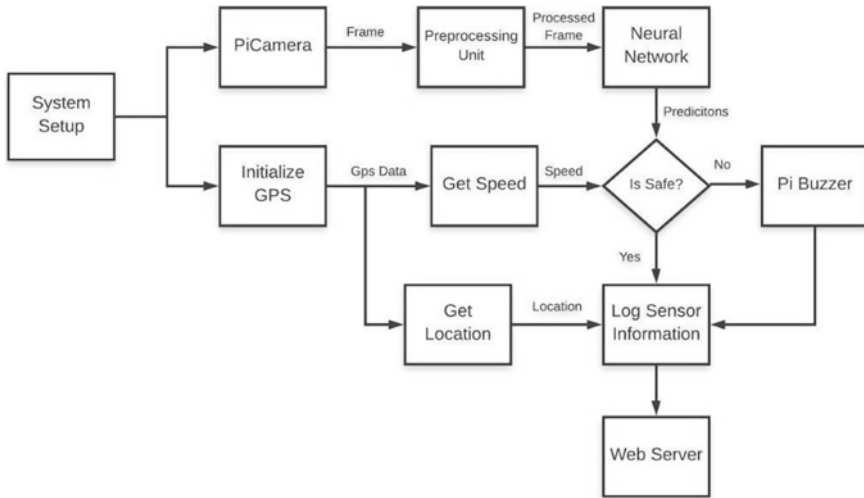 PiCamera
Frame
Preprocessing
Unit
Processed
Frame
Neural
Network
System
Setup
Predicitons
Initialize
GPS
Gps Data
Get Speed
Speed
Is Safe?
No
Pi Buzzer
Yes
Get
Location
Location
Log Sensor
Information
Web Server